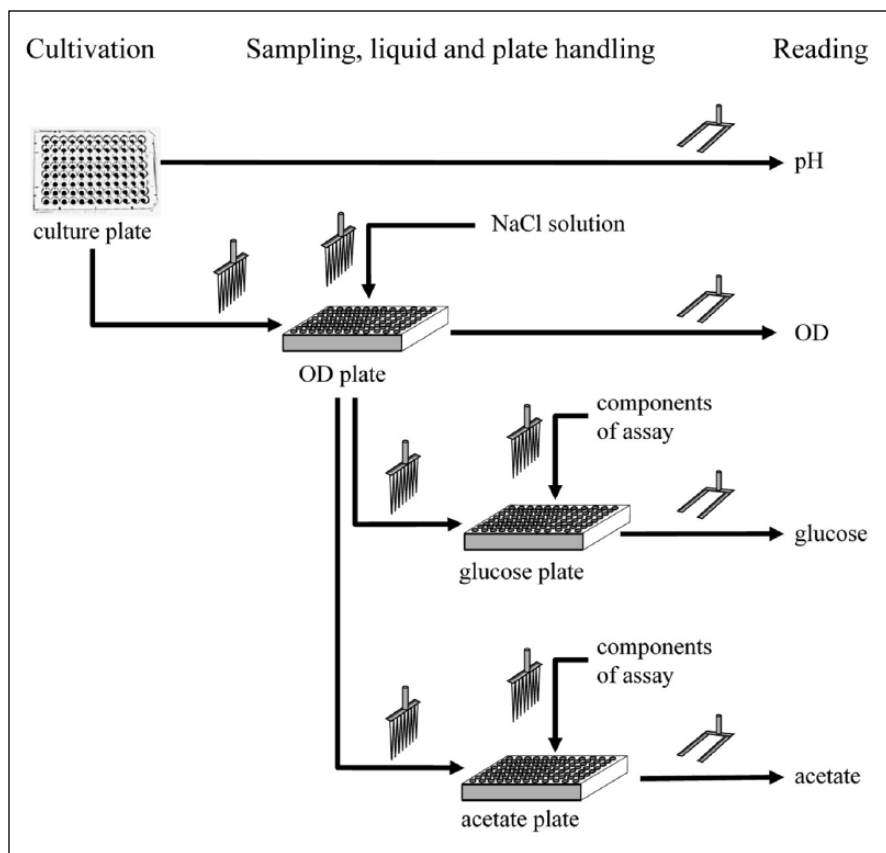 Cultivation
Sampling, liquid and plate handling
Reading
pH
culture plate
NaCl solution
OD
OD plate
components
of assay
glucose
glucose plate
components
of assay
acetate
acetate plate